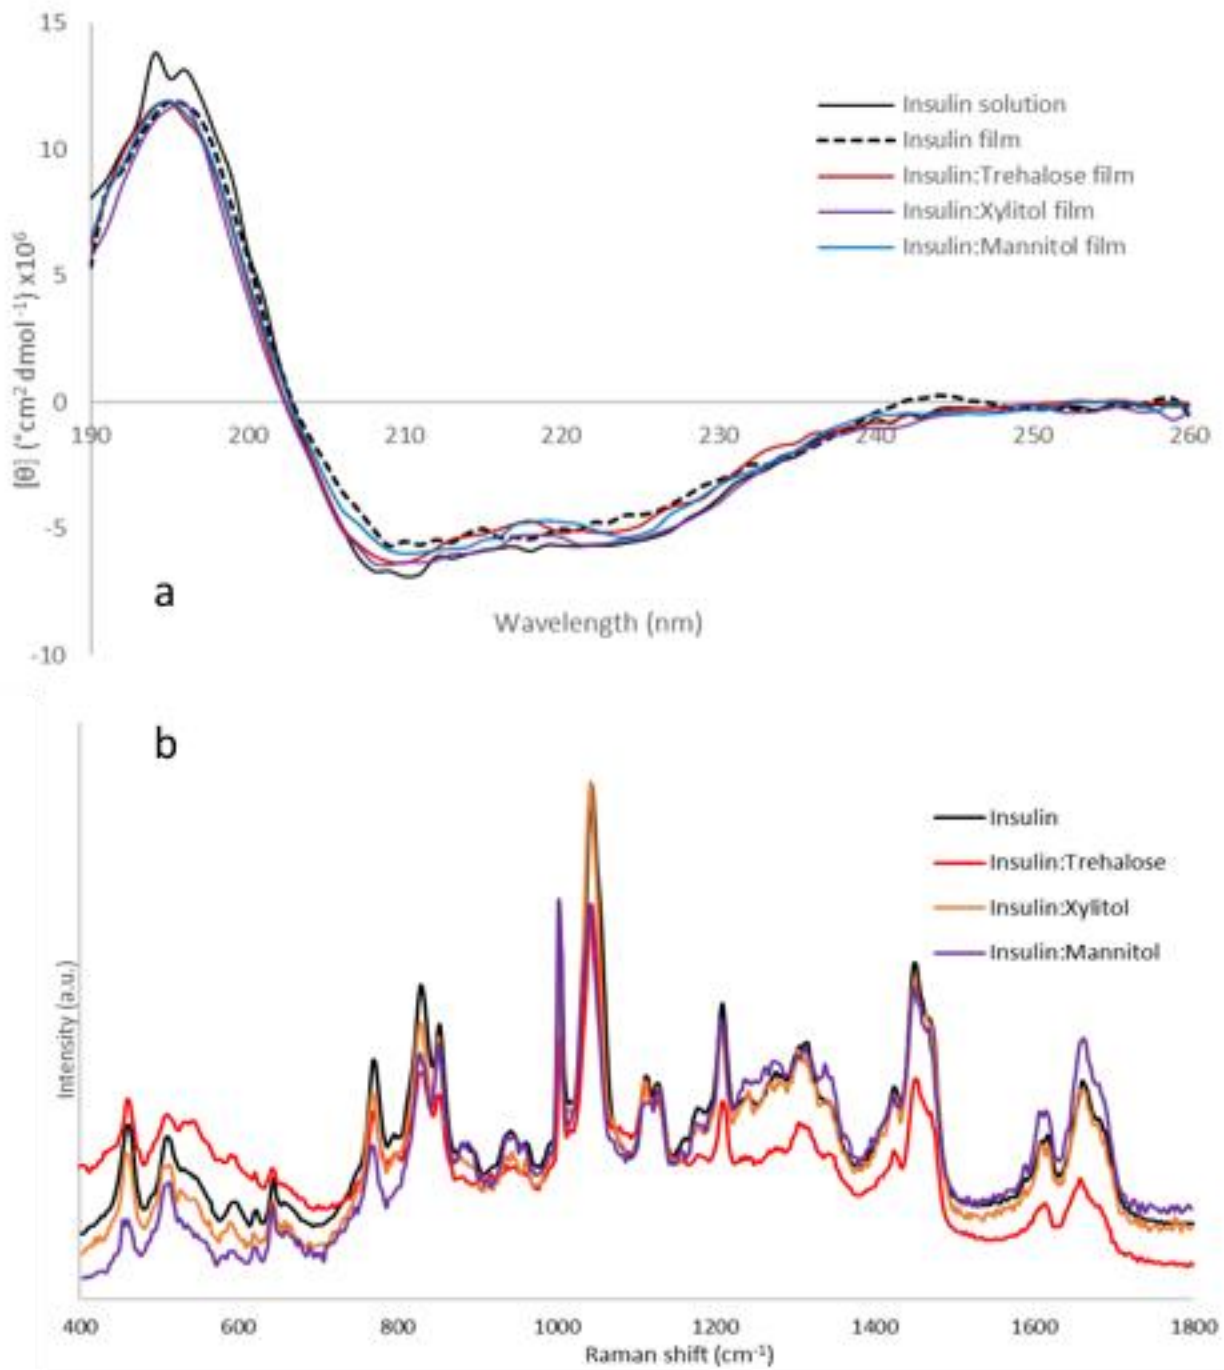 15
10
5
0
-5
-10
[θ] (°cm² dmol⁻¹) x10⁶
190 200 210 220 230 240 250 260
Wavelength (nm)
Insulin solution
Insulin film
Insulin:Trehalose film
Insulin:Xylitol film
Insulin:Mannitol film
a
b
Insulin
Insulin:Trehalose
Insulin:Xylitol
Insulin:Mannitol
Intensity (a.u.)
400 600 800 1000 1200 1400 1600 1800
Raman shift (cm⁻¹)